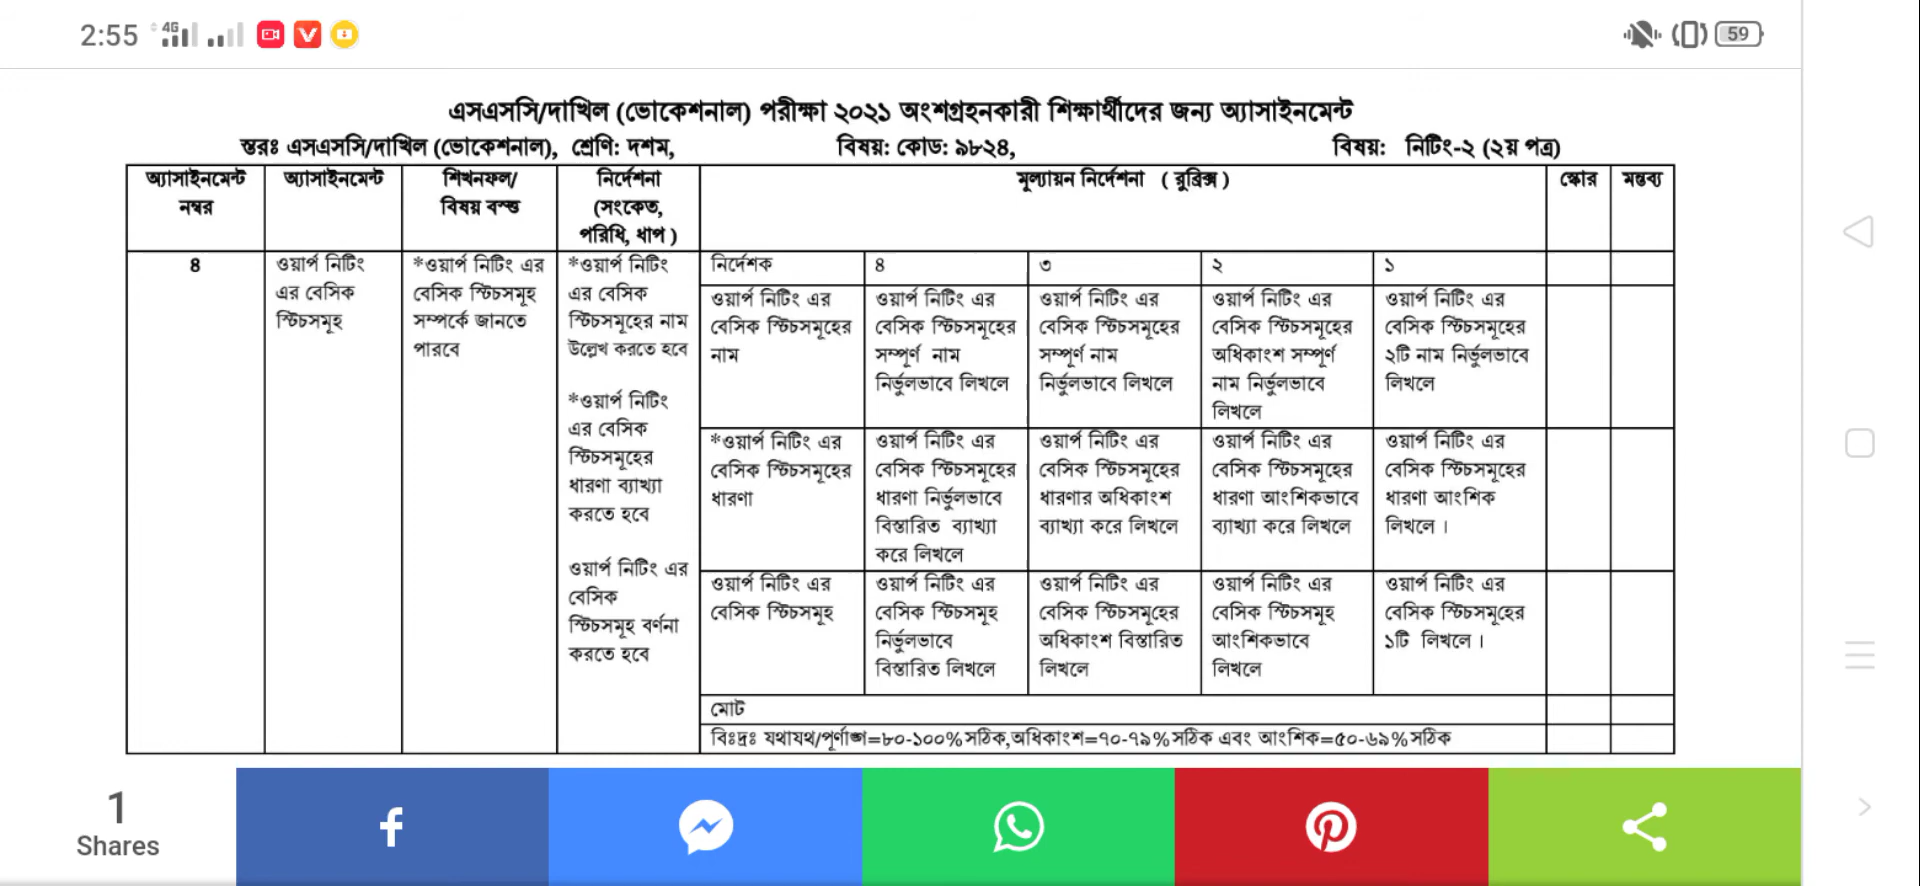 2:55
4G
59
এসএসসি/দাখিল (ভোকেশনাল) পরীক্ষা ২০২১ অংশগ্রহনকারী শিক্ষার্থীদের জন্য অ্যাসাইনমেন্ট
স্তরঃ এসএসসি/দাখিল (ভোকেশনাল), শ্রেণি: দশম, বিষয়: কোড: ৯৮২৪, বিষয়: নিটিং-২ (২য় পত্র)
অ্যাসাইনমেন্ট
নম্বর
অ্যাসাইনমেন্ট
শিখনফল/
বিষয় বস্তু
নির্দেশনা
(সংকেত,
পরিধি, ধাপ )
মূল্যায়ন নির্দেশনা ( রুব্রিক্স )
স্কোর
মন্তব্য
৪
ওয়ার্প নিটিং
এর বেসিক
স্টিচসমূহ
*ওয়ার্প নিটিং এর
বেসিক স্টিচসমূহ
সম্পর্কে জানতে
পারবে
*ওয়ার্প নিটিং
এর বেসিক
স্টিচসমূহের নাম
উল্লেখ করতে হবে
*ওয়ার্প নিটিং
এর বেসিক
স্টিচসমূহের
ধারণা ব্যাখ্যা
করতে হবে
ওয়ার্প নিটিং এর
বেসিক
স্টিচসমূহ বর্ণনা
করতে হবে
নির্দেশক
৪
৩
২
১
ওয়ার্প নিটিং এর
বেসিক স্টিচসমূহের
নাম
ওয়ার্প নিটিং এর
বেসিক স্টিচসমূহের
সম্পূর্ণ নাম
নির্ভুলভাবে লিখলে
ওয়ার্প নিটিং এর
বেসিক স্টিচসমূহের
সম্পূর্ণ নাম
নির্ভুলভাবে লিখলে
ওয়ার্প নিটিং এর
বেসিক স্টিচসমূহের
অধিকাংশ সম্পূর্ণ
নাম নির্ভুলভাবে
লিখলে
ওয়ার্প নিটিং এর
বেসিক স্টিচসমূহের
২টি নাম নির্ভুলভাবে
লিখলে
*ওয়ার্প নিটিং এর
বেসিক স্টিচসমূহের
ধারণা
ওয়ার্প নিটিং এর
বেসিক স্টিচসমূহের
ধারণা নির্ভুলভাবে
বিস্তারিত ব্যাখ্যা
করে লিখলে
ওয়ার্প নিটিং এর
বেসিক স্টিচসমূহের
ধারণার অধিকাংশ
ব্যাখ্যা করে লিখলে
ওয়ার্প নিটিং এর
বেসিক স্টিচসমূহের
ধারণা আংশিকভাবে
ব্যাখ্যা করে লিখলে
ওয়ার্প নিটিং এর
বেসিক স্টিচসমূহের
ধারণা আংশিক
লিখলে।
ওয়ার্প নিটিং এর
বেসিক স্টিচসমূহ
ওয়ার্প নিটিং এর
বেসিক স্টিচসমূহ
নির্ভুলভাবে
বিস্তারিত লিখলে
ওয়ার্প নিটিং এর
বেসিক স্টিচসমূহের
অধিকাংশ বিস্তারিত
লিখলে
ওয়ার্প নিটিং এর
বেসিক স্টিচসমূহ
আংশিকভাবে
লিখলে
ওয়ার্প নিটিং এর
বেসিক স্টিচসমূহের
১টি লিখলে।
মোট
বিঃদ্রঃ যথাযথ/পূর্ণাঙ্গ=৮০-১০০% সঠিক,অধিকাংশ=৭০-৭৯% সঠিক এবং আংশিক=৫০-৬৯% সঠিক
1
Shares